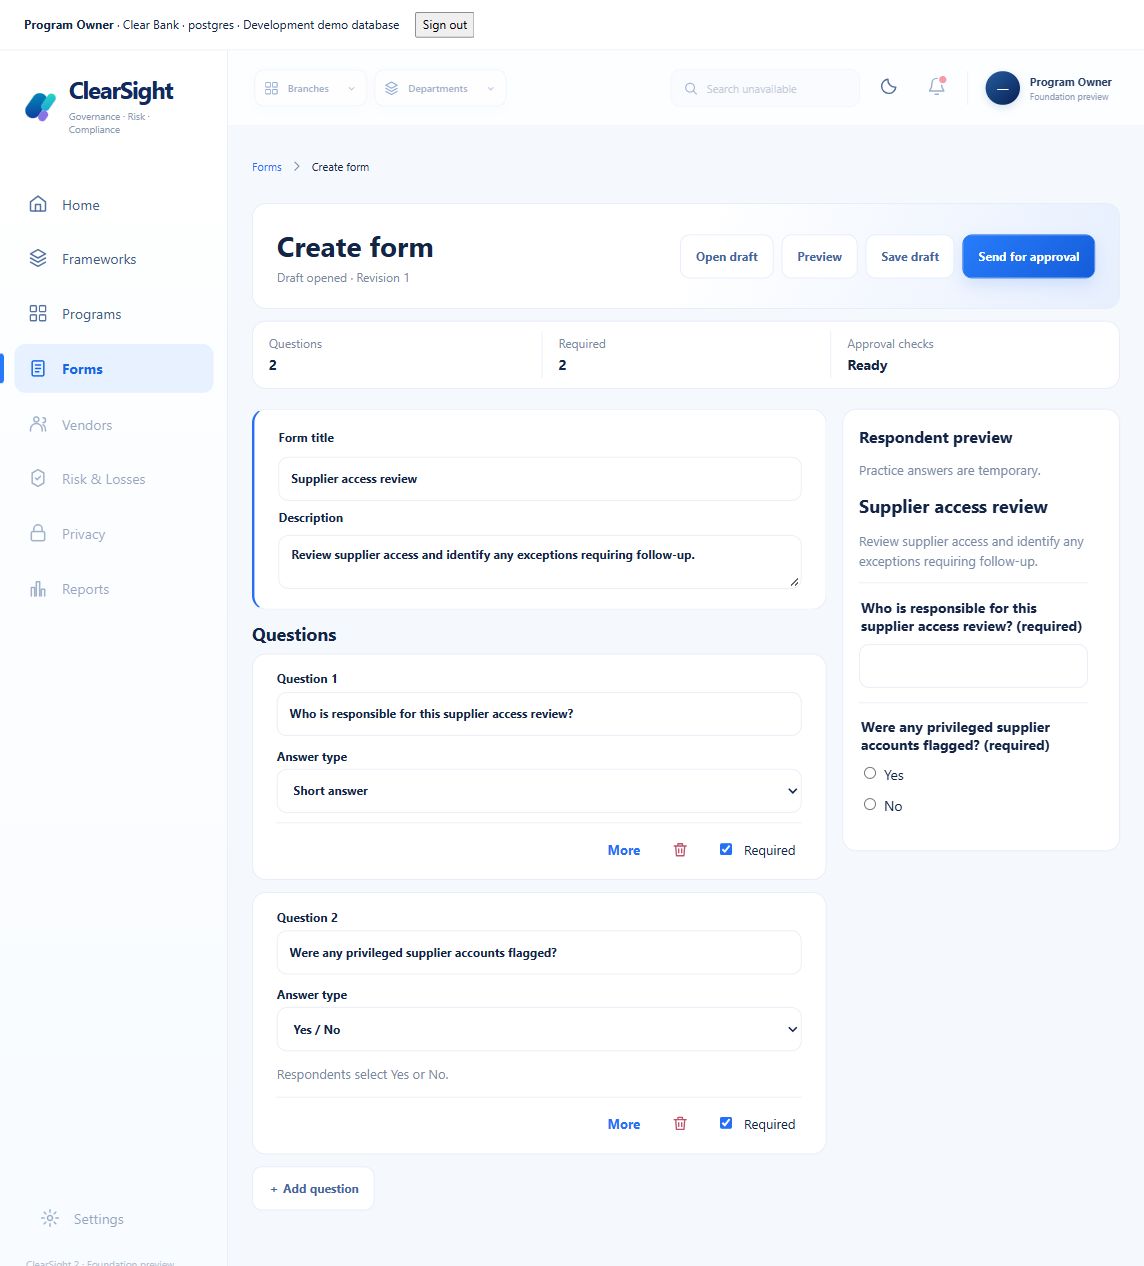 Program Owner · Clear Bank · postgres · Development demo database
Sign out
ClearSight
Governance · Risk ·
Compliance
Branches
Departments
Search unavailable
Program Owner
Foundation preview
Home
Frameworks
Programs
Forms
Vendors
Risk & Losses
Privacy
Reports
Settings
ClearSight 2 · Foundation preview
Forms > Create form
Create form
Draft opened · Revision 1
Open draft
Preview
Save draft
Send for approval
Questions
2
Required
2
Approval checks
Ready
Form title
Supplier access review
Description
Review supplier access and identify any exceptions requiring follow-up.
Questions
Question 1
Who is responsible for this supplier access review?
Answer type
Short answer
More
Required
Question 2
Were any privileged supplier accounts flagged?
Answer type
Yes / No
Respondents select Yes or No.
More
Required
+ Add question
Respondent preview
Practice answers are temporary.
Supplier access review
Review supplier access and identify any
exceptions requiring follow-up.
Who is responsible for this
supplier access review? (required)
Were any privileged supplier
accounts flagged? (required)
Yes
No